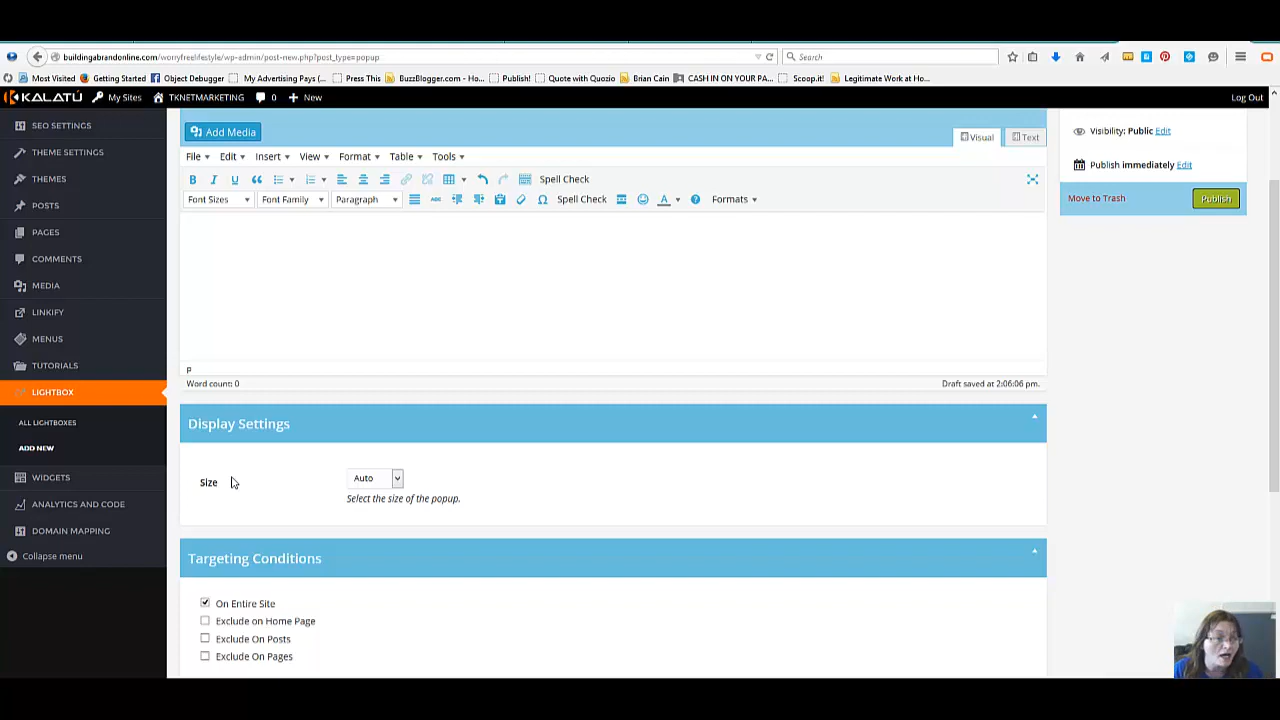 buildingabrandonline.com/worryfreelifestyle/wp-admin/post-new.php?post_type=popup
Search
Most Visited Getting Started Object Debugger My Advertising Pays (... Press This BuzzBlogger.com - Ho... Publish! Quote with Quozio Brian Cain CASH IN ON YOUR PA... Scoop.it! Legitimate Work at Ho...
KALATÚ My Sites TKNETMARKETING 0 New Log Out
SEO SETTINGS
THEME SETTINGS
THEMES
POSTS
PAGES
COMMENTS
MEDIA
LINKIFY
MENUS
TUTORIALS
LIGHTBOX
ALL LIGHTBOXES
ADD NEW
WIDGETS
ANALYTICS AND CODE
DOMAIN MAPPING
Collapse menu
Add Media
Visual Text
File Edit Insert View Format Table Tools
B I U Spell Check
Font Sizes Font Family Paragraph ABC Spell Check A Formats
p
Word count: 0 Draft saved at 2:06:06 pm.
Display Settings
Size Auto
Select the size of the popup.
Targeting Conditions
On Entire Site
Exclude on Home Page
Exclude On Posts
Exclude On Pages
Visibility: Public Edit
Publish immediately Edit
Move to Trash Publish